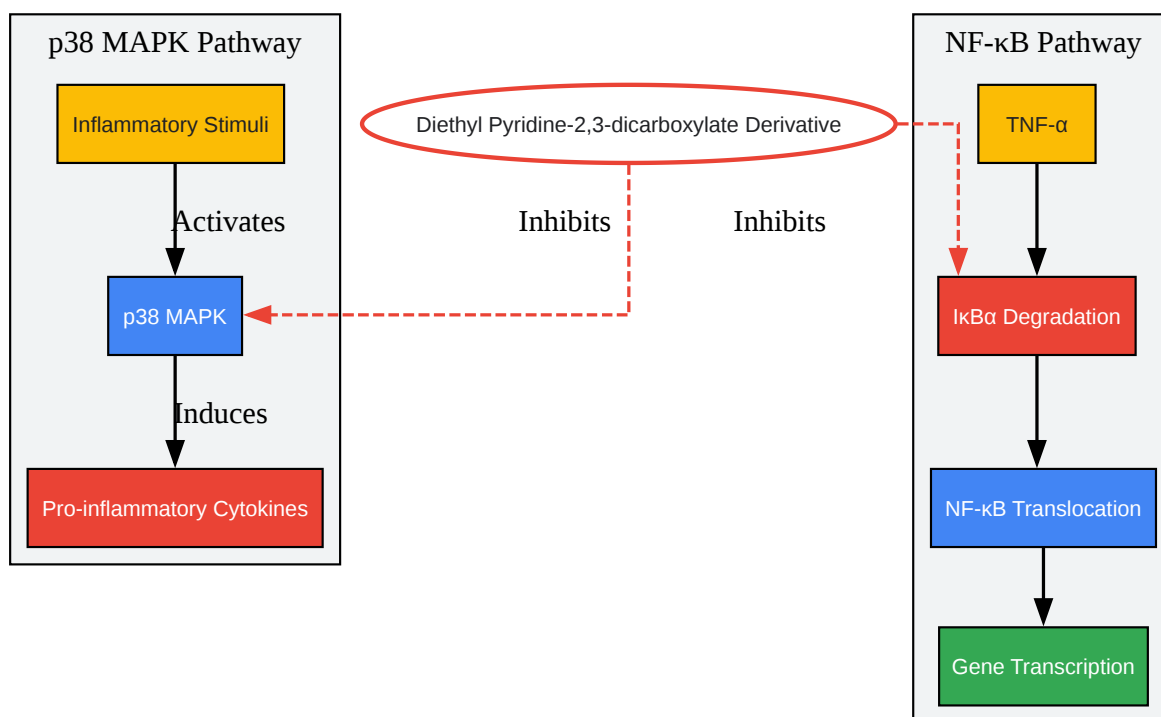 p38 MAPK Pathway
Inflammatory Stimuli
Activates
p38 MAPK
Induces
Pro-inflammatory Cytokines
Diethyl Pyridine-2,3-dicarboxylate Derivative
Inhibits
Inhibits
NF-κB Pathway
TNF-α
IκBα Degradation
NF-κB Translocation
Gene Transcription